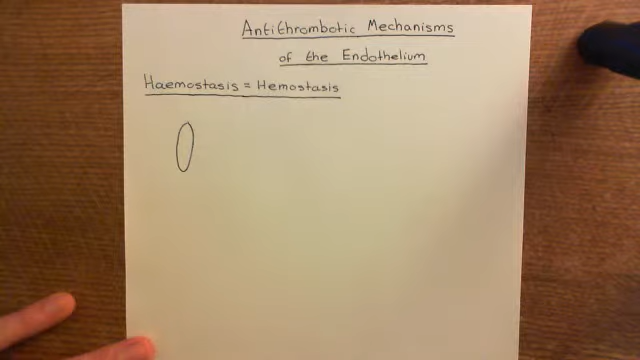 Antithrombotic Mechanisms
of the Endothelium
Haemostasis = Hemostasis